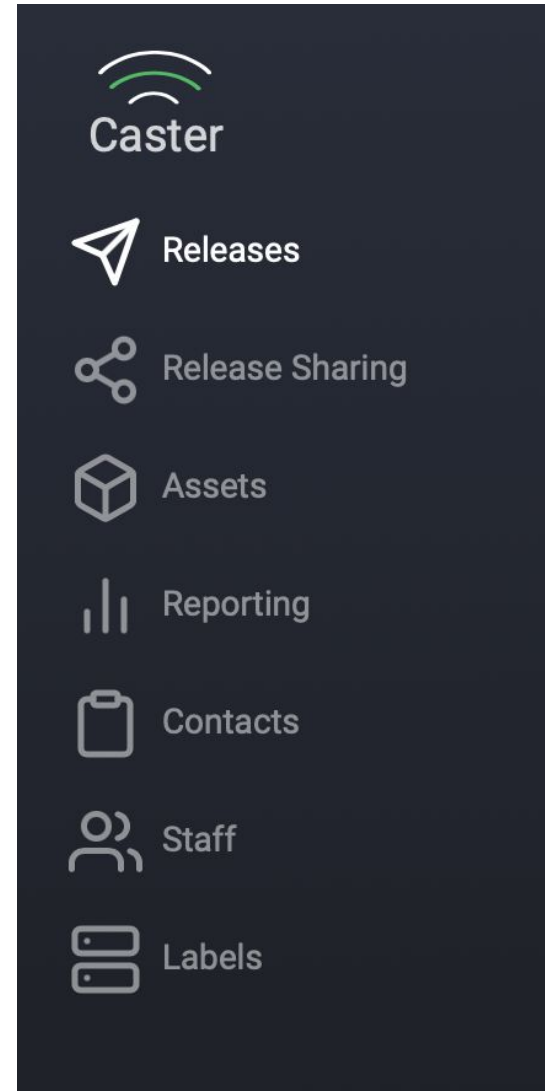 Caster
Releases
Release Sharing
Assets
Reporting
Contacts
Staff
Labels